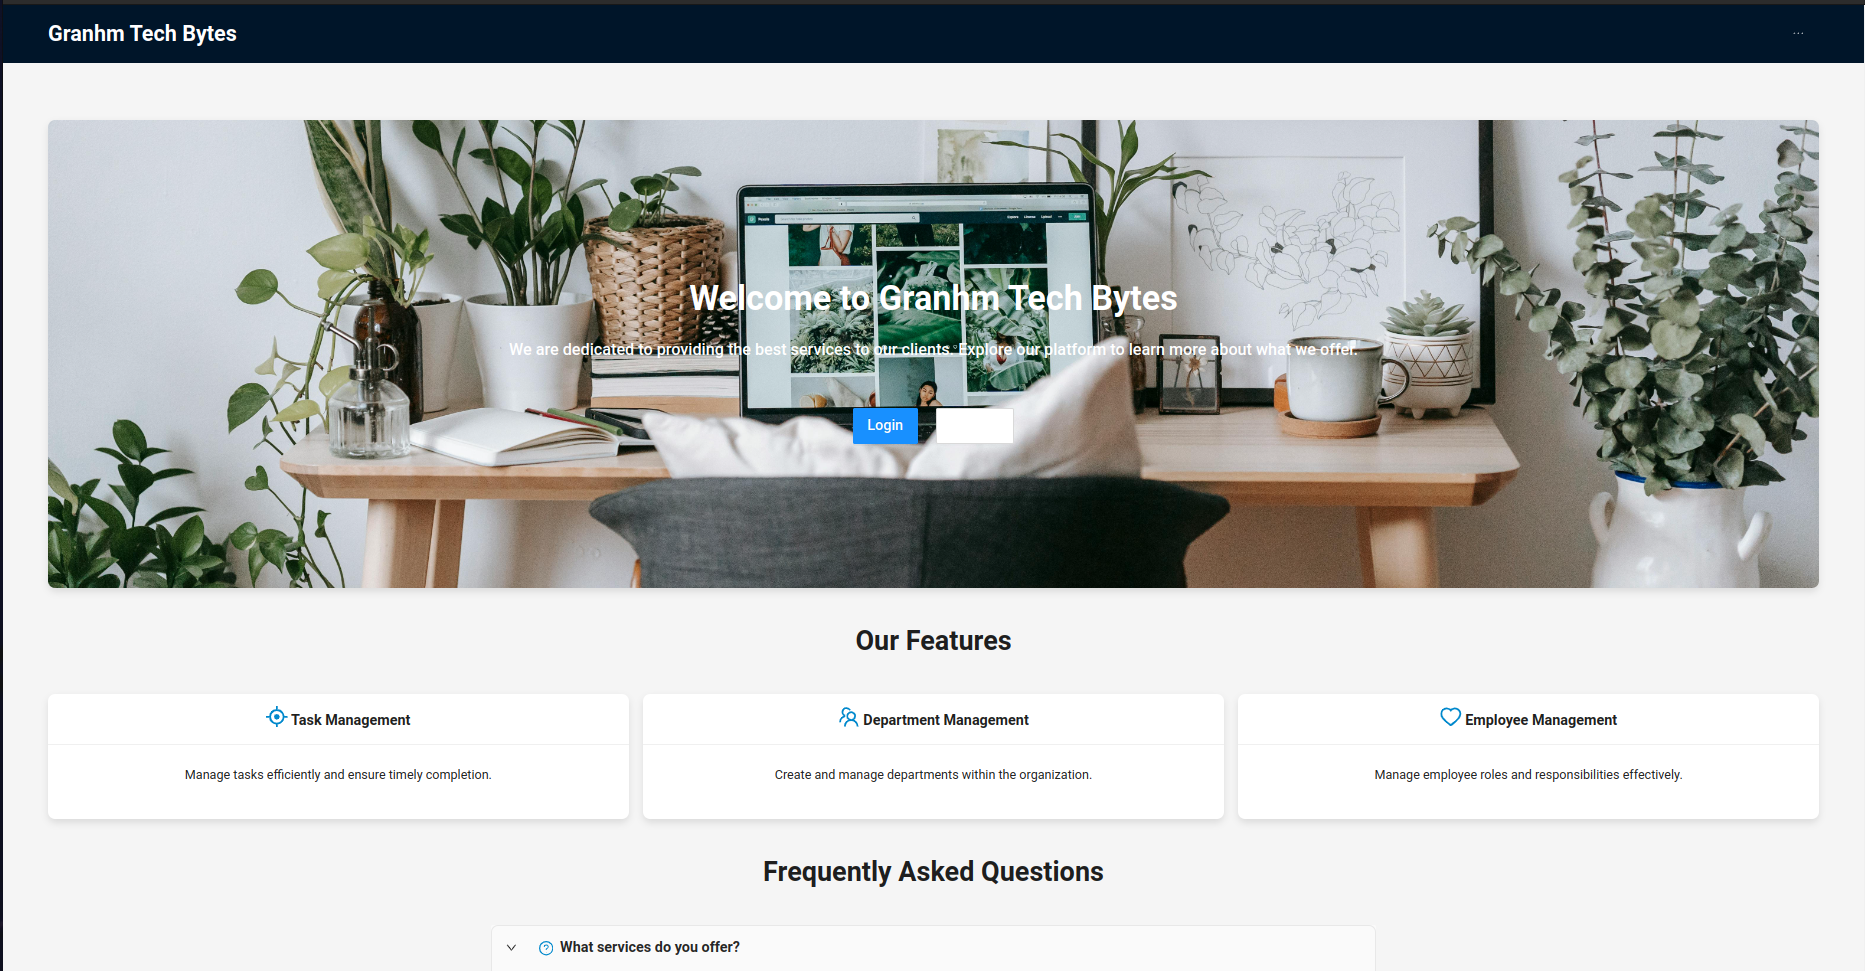 Granhm Tech Bytes
...
Welcome to Granhm Tech Bytes
We are dedicated to providing the best services to our clients. Explore our platform to learn more about what we offer.
Login
Our Features
Task Management
Department Management
Employee Management
Manage tasks efficiently and ensure timely completion.
Create and manage departments within the organization.
Manage employee roles and responsibilities effectively.
Frequently Asked Questions
What services do you offer?